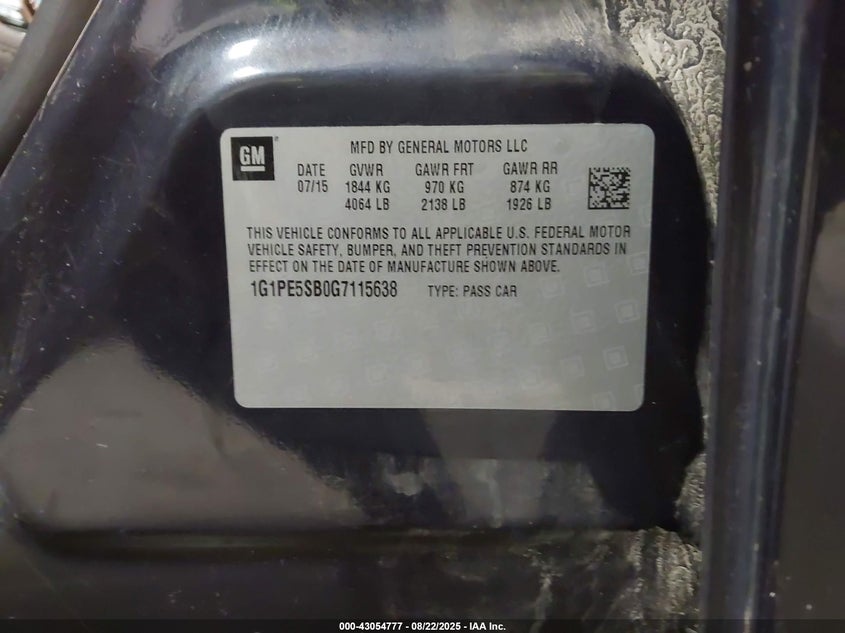 GM
MFD BY GENERAL MOTORS LLC
DATE GVWR GAWR FRT GAWR RR
07/15 1844 KG 970 KG 874 KG
4064 LB 2138 LB 1926 LB
THIS VEHICLE CONFORMS TO ALL APPLICABLE U.S. FEDERAL MOTOR
VEHICLE SAFETY, BUMPER, AND THEFT PREVENTION STANDARDS IN
EFFECT ON THE DATE OF MANUFACTURE SHOWN ABOVE.
1G1PE5SB0G7115638 TYPE: PASS CAR
000-43054777 - 08/22/2025 - IAA Inc.